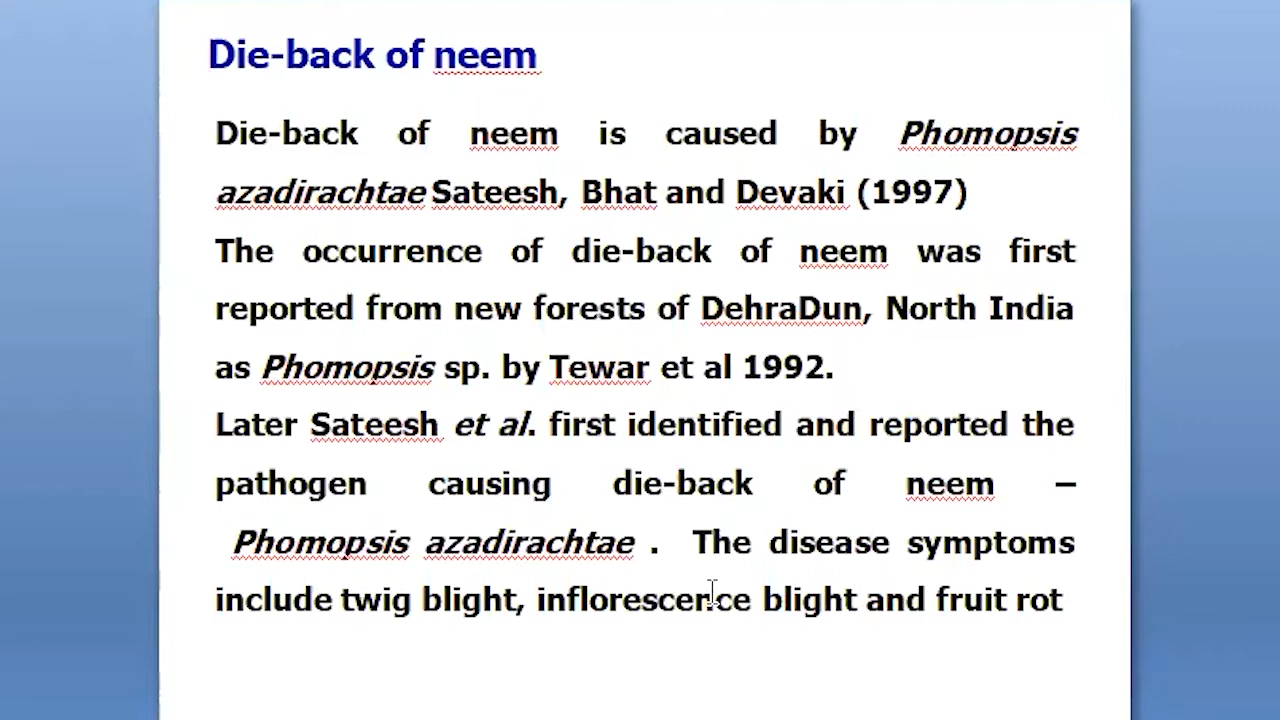 Die-back of neem
Die-back of neem is caused by Phomopsis
azadirachtae Sateesh, Bhat and Devaki (1997)
The occurrence of die-back of neem was first
reported from new forests of DehraDun, North India
as Phomopsis sp. by Tewar et al 1992.
Later Sateesh et al. first identified and reported the
pathogen causing die-back of neem –
Phomopsis azadirachtae . The disease symptoms
include twig blight, inflorescence blight and fruit rot